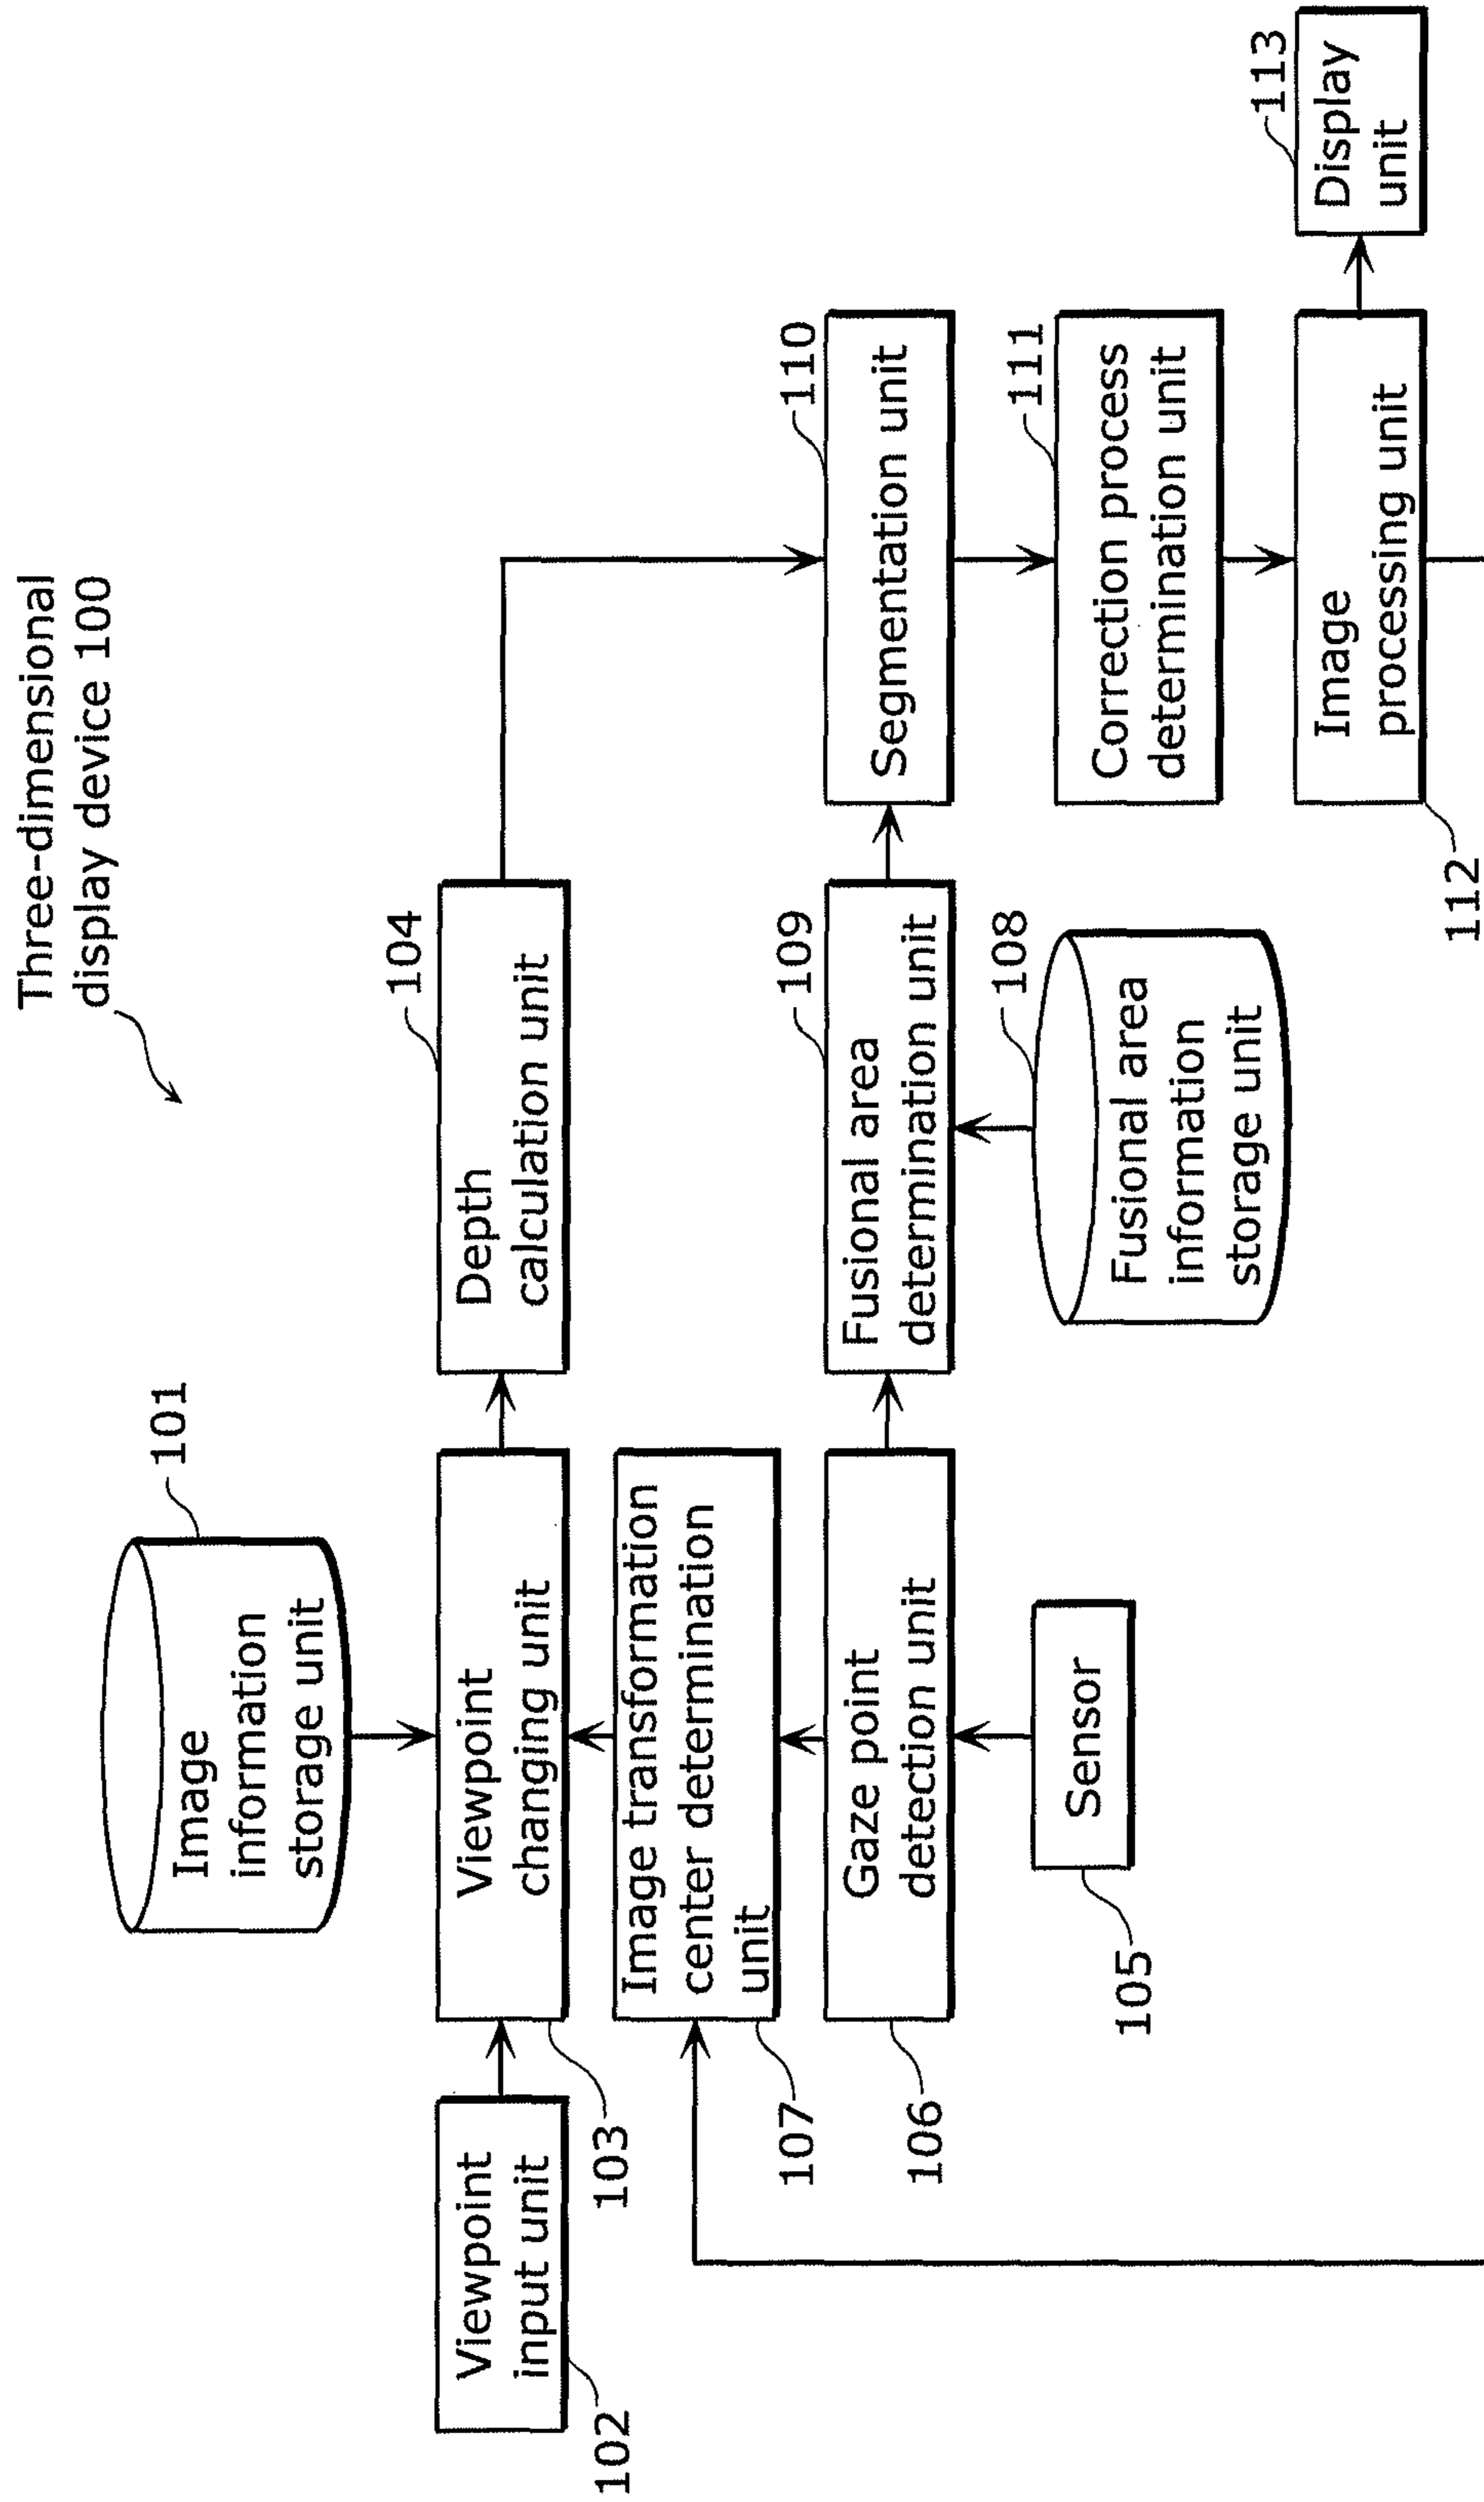 Three-dimensional
display device 100
101
Image
information
storage unit
Viewpoint
input unit
102
Viewpoint
changing unit
103
104
Depth
calculation unit
Image transformation
center determination
unit
107
Gaze point
detection unit
106
Sensor
105
109
Fusional area
determination unit
108
Fusional area
information
storage unit
110
Segmentation unit
111
Correction process
determination unit
Image
processing unit
112
113
Display
unit